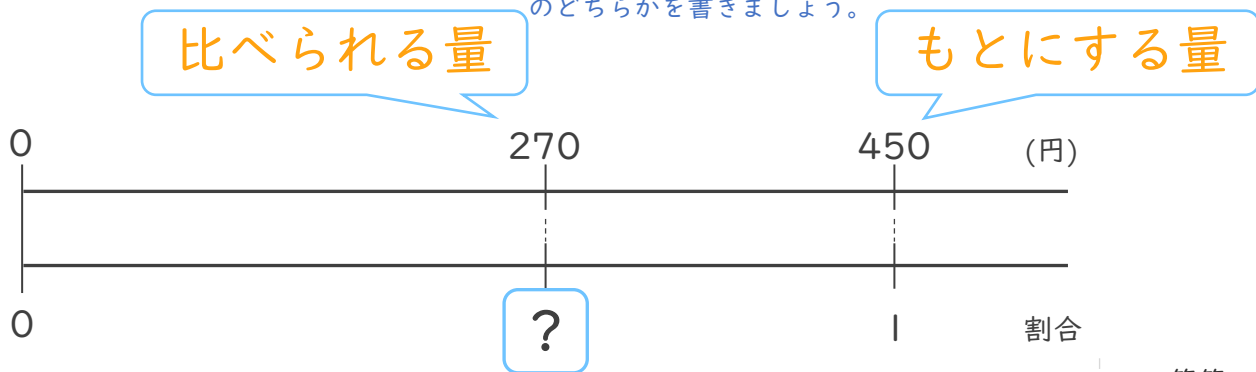 のどちらかを書きましょう。
比べられる量 もとにする量
0 270 450 (円)
0 ? 1 割合